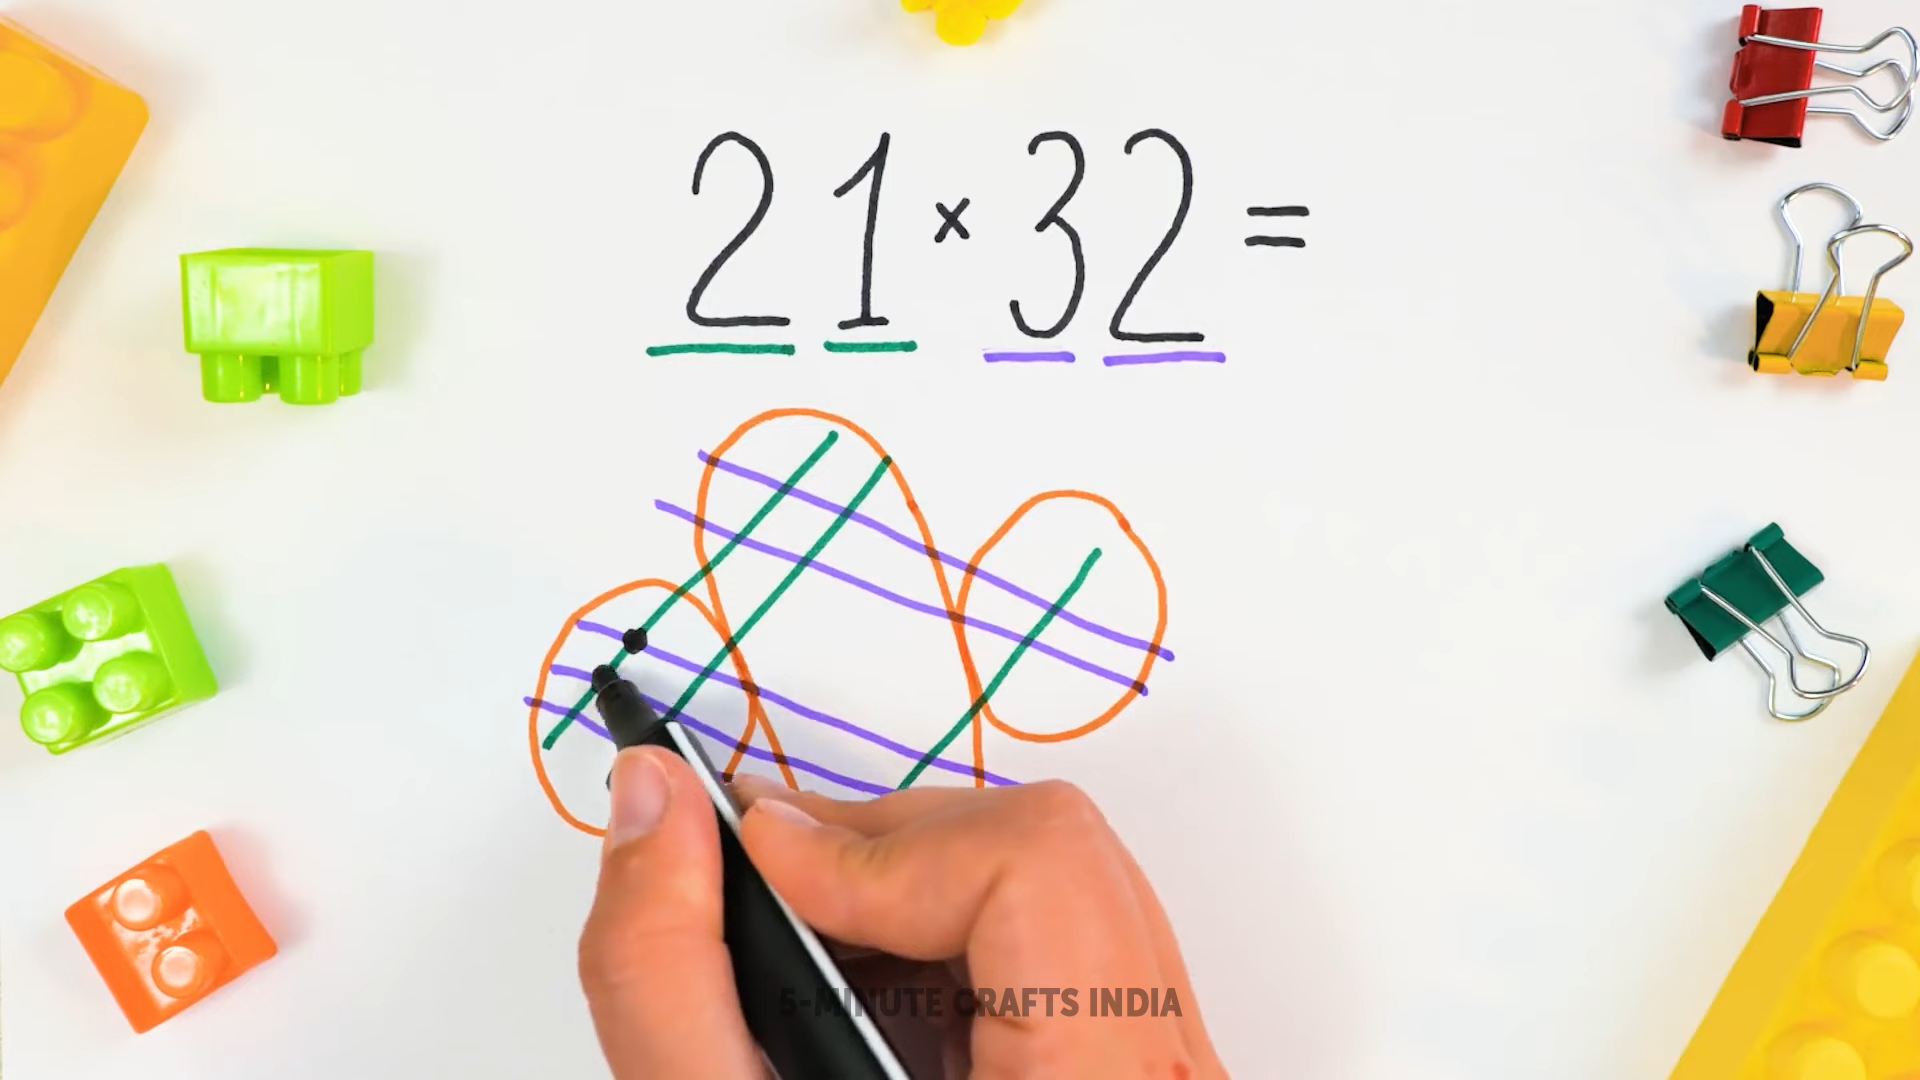 21 × 32 =
5-MINUTE CRAFTS INDIA